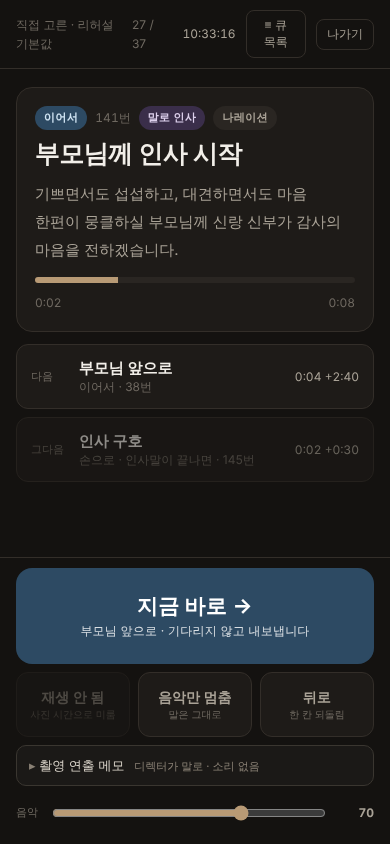 직접 고른 · 리허설 기본값
27 / 37
10:33:16
≡ 큐 목록
나가기
이어서 141번 말로 인사 나레이션
부모님께 인사 시작
기쁘면서도 섭섭하고, 대견하면서도 마음
한편이 뭉클하실 부모님께 신랑 신부가 감사의
마음을 전하겠습니다.
0:02 0:08
다음 부모님 앞으로 0:04 +2:40
이어서 · 38번
그다음 인사 구호 0:02 +0:30
손으로 · 인사말이 끝나면 · 145번
지금 바로 →
부모님 앞으로 · 기다리지 않고 내보냅니다
재생 안 됨 음악만 멈춤 뒤로
사진 시간으로 이름 말은 그대로 한 칸 되돌림
▸ 촬영 연출 메모 디렉터가 말로 · 소리 없음
음악 70